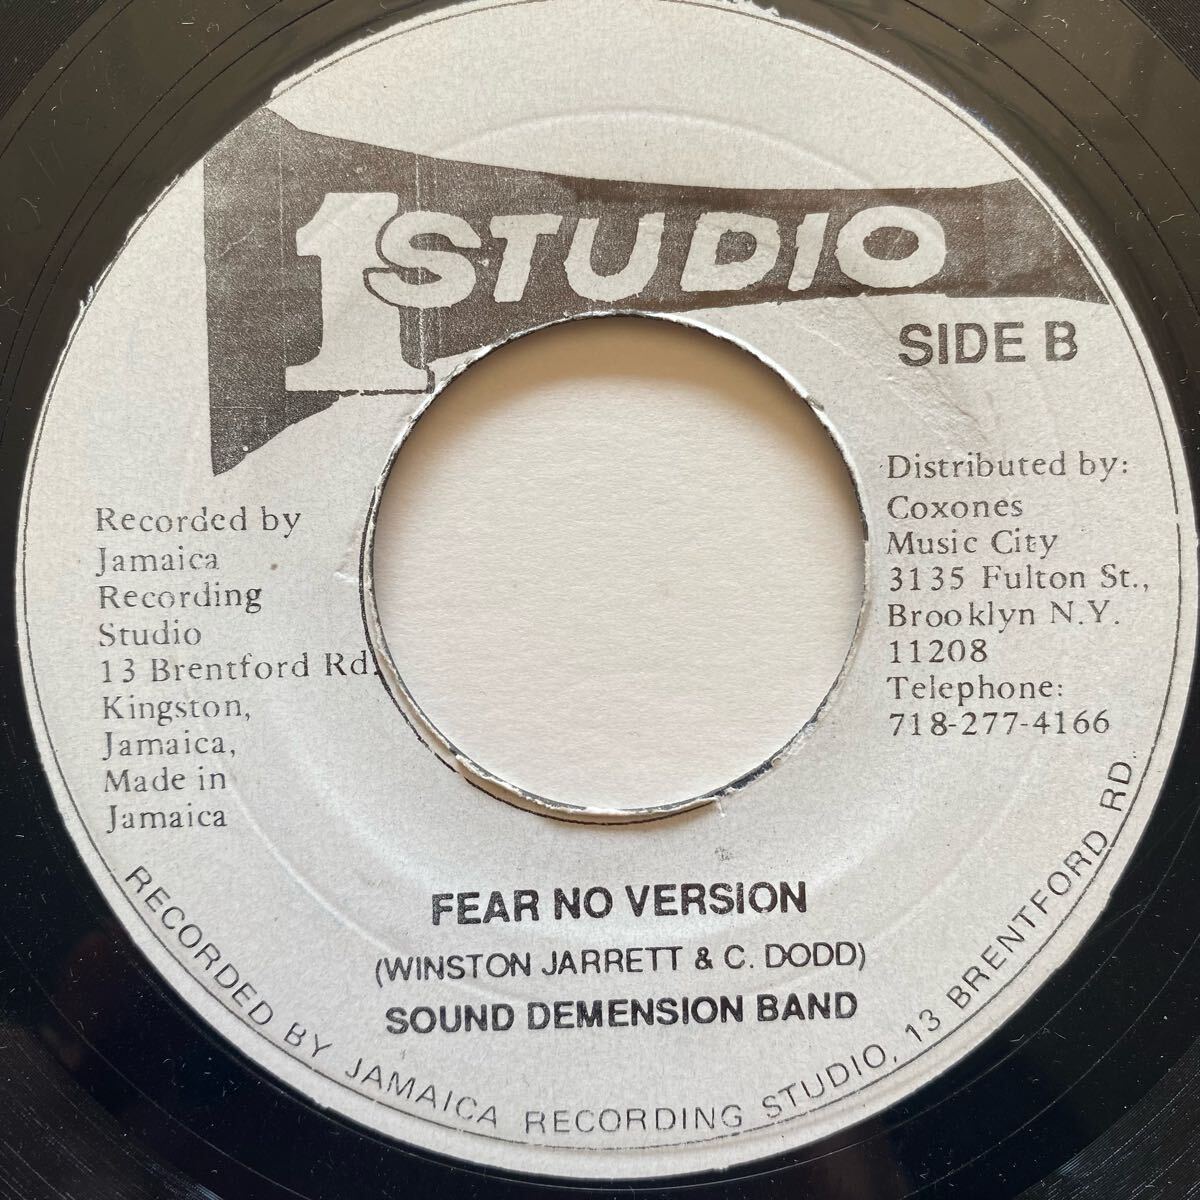 1 STUDIO
SIDE B
Recorded by
Jamaica
Recording
Studio
13 Brentford Rd.
Kingston,
Jamaica,
Made in
Jamaica
Distributed by:
Coxones
Music City
3135 Fulton St.,
Brooklyn N.Y.
11208
Telephone:
718-277-4166
FEAR NO VERSION
(WINSTON JARRETT & C. DODD)
SOUND DEMENSION BAND
RECORDED BY JAMAICA RECORDING STUDIO, 13 BRENTFORD RD.